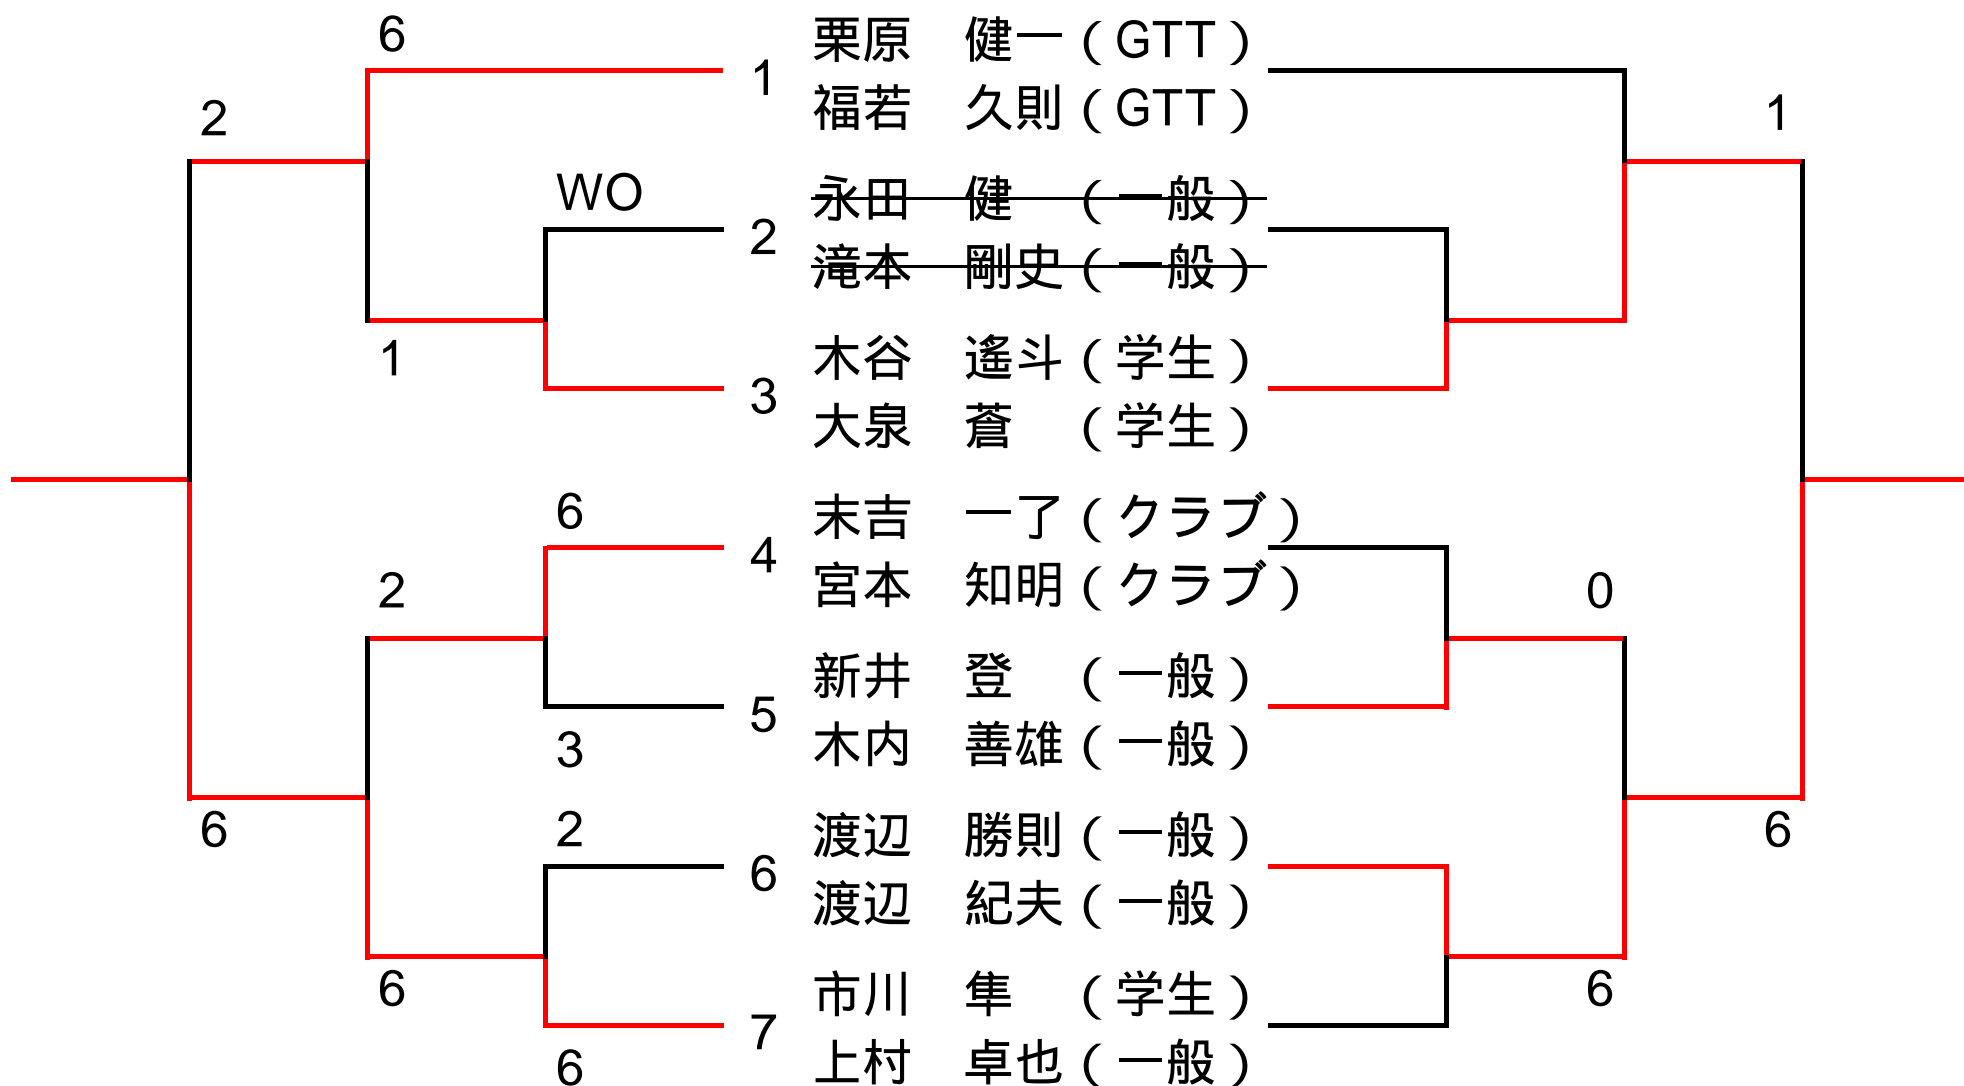 6
栗原　健一（GTT）
1
福若　久則（GTT）
2
1
WO
永田　健　（一般）
2
滝本　剛史（一般）
1
木谷　遙斗（学生）
3
大泉　蒼　（学生）
6
末吉　一了（クラブ）
4
2
宮本　知明（クラブ）
0
新井　登　（一般）
5
3
木内　善雄（一般）
6
2
渡辺　勝則（一般）
6
6
渡辺　紀夫（一般）
6
市川　隼　（学生）
6
7
6
上村　卓也（一般）